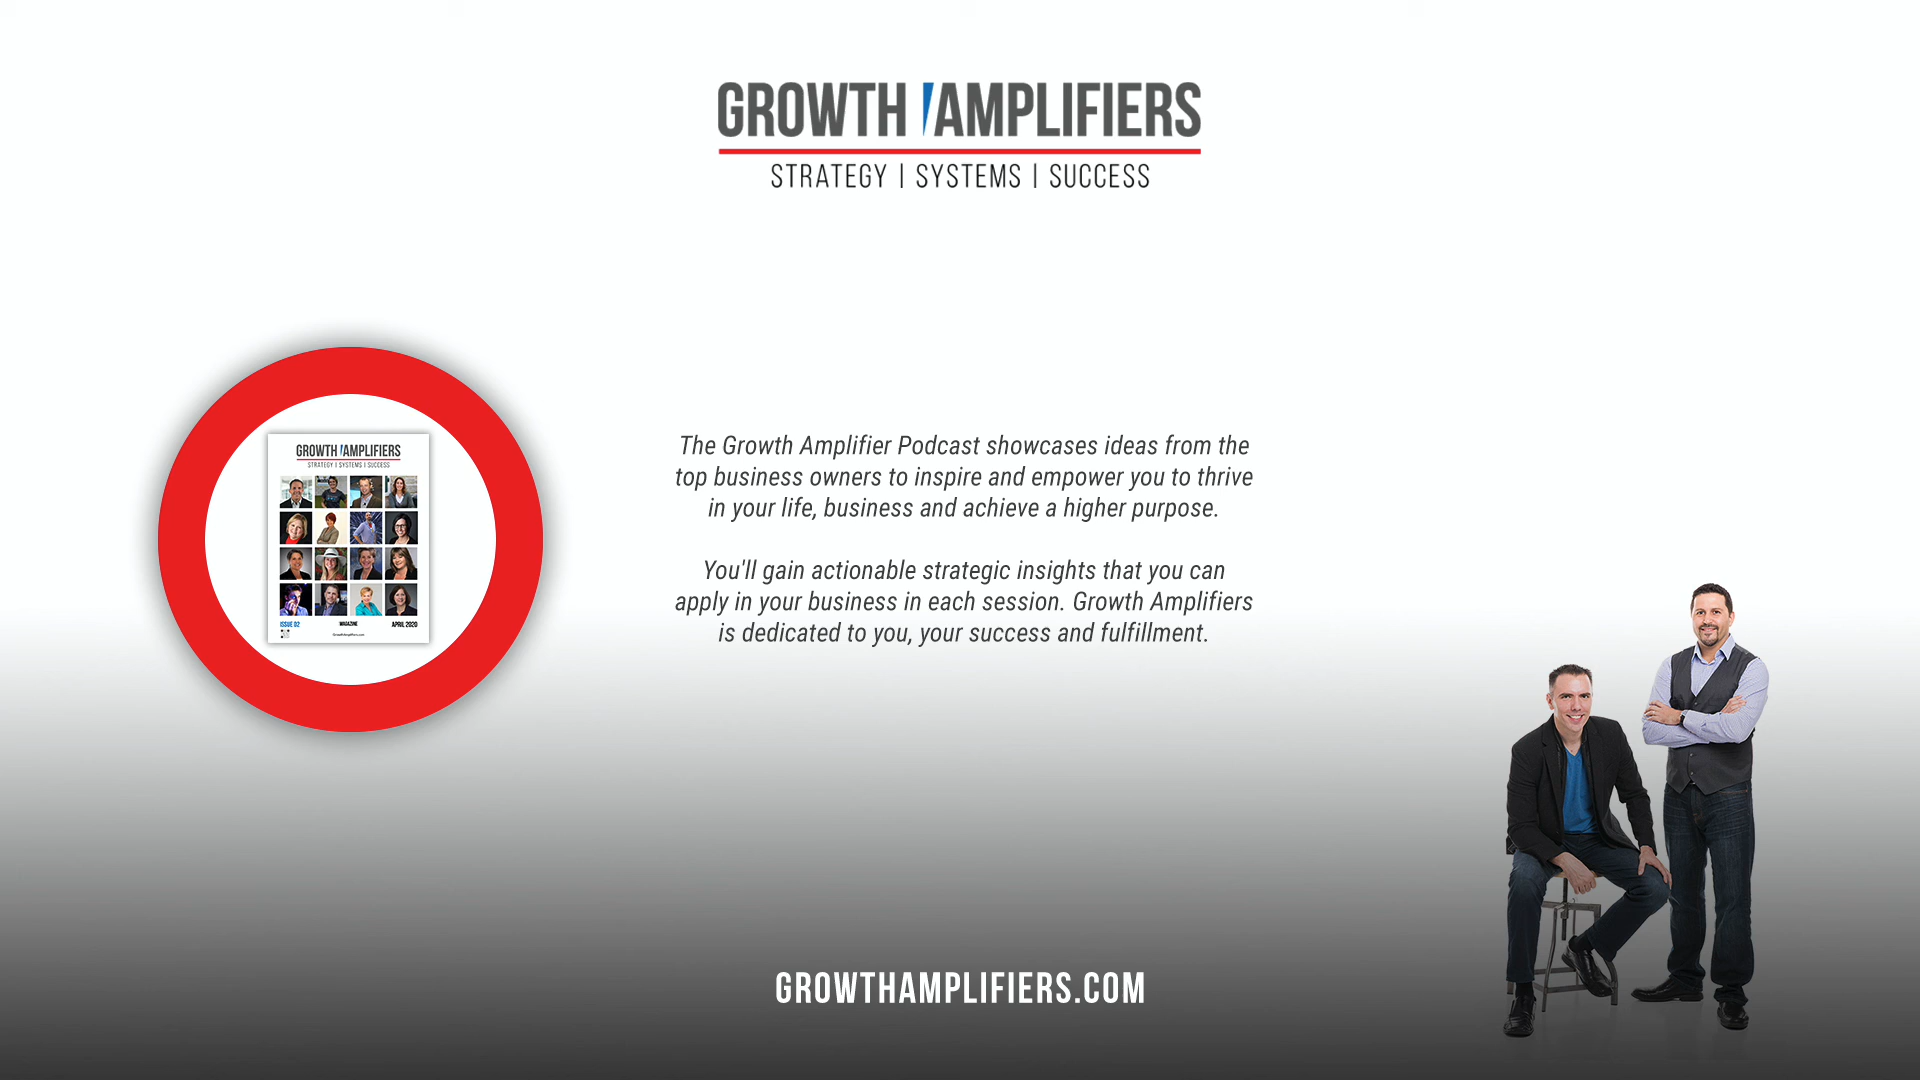 GROWTH AMPLIFIERS
STRATEGY | SYSTEMS | SUCCESS
GROWTH AMPLIFIERS
STRATEGY | SYSTEMS | SUCCESS
ISSUE 02
MAGAZINE
APRIL 2020
GrowthAmplifiers.com
The Growth Amplifier Podcast showcases ideas from the
top business owners to inspire and empower you to thrive
in your life, business and achieve a higher purpose.
You'll gain actionable strategic insights that you can
apply in your business in each session. Growth Amplifiers
is dedicated to you, your success and fulfillment.
GROWTHAMPLIFIERS.COM